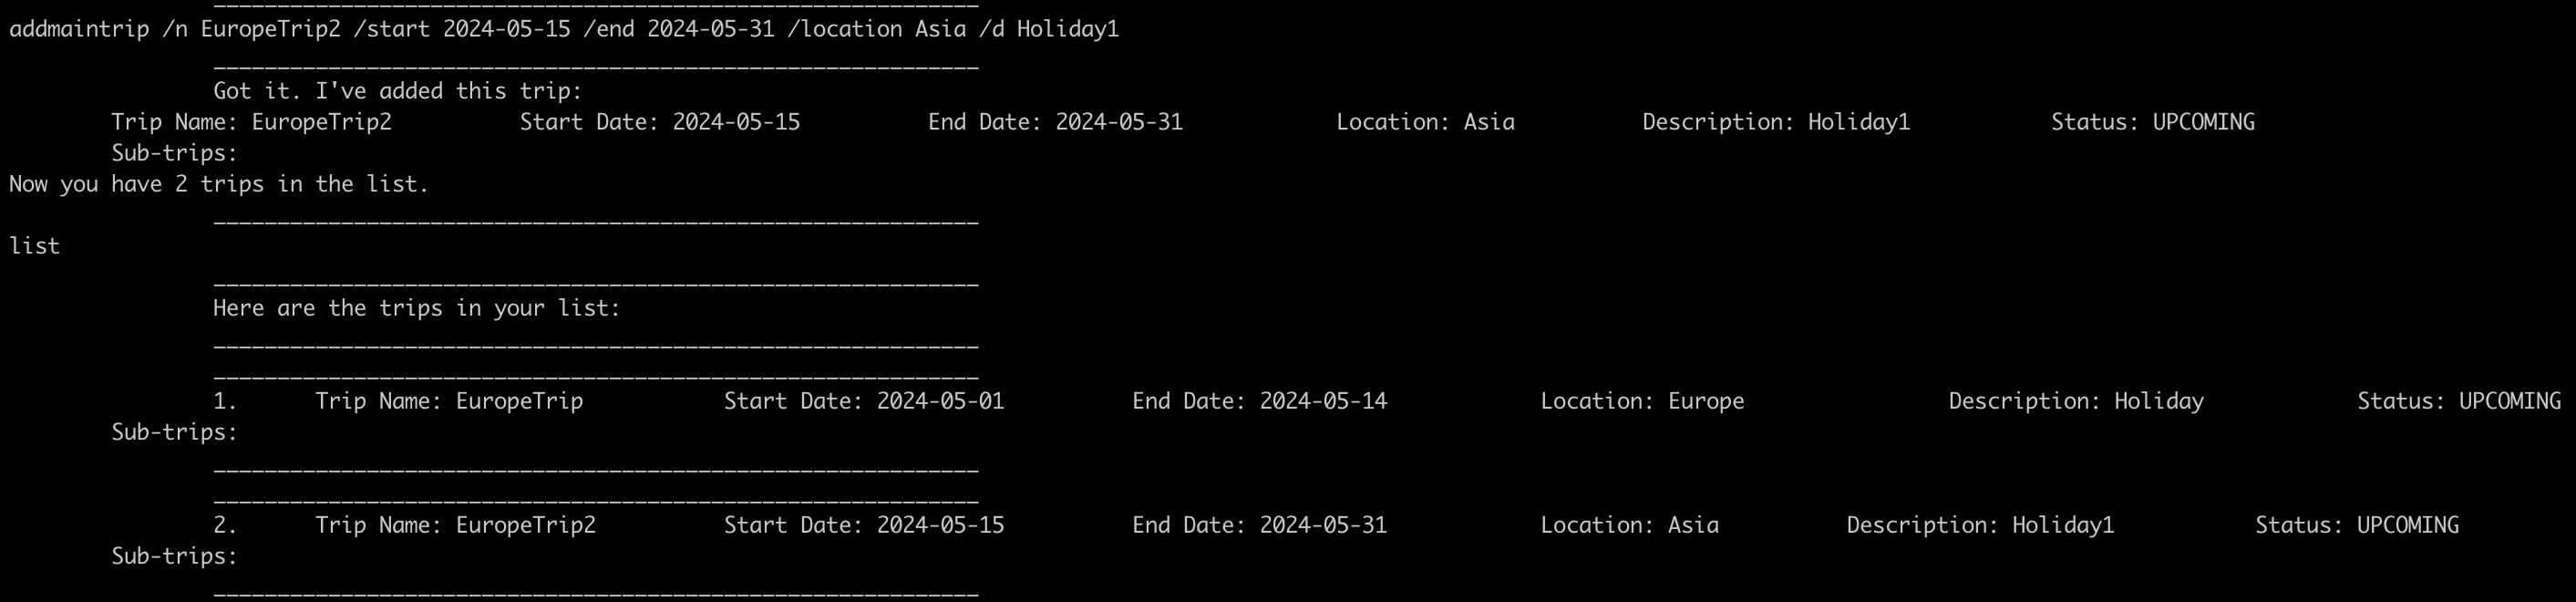 ____________________________________________________________
addmaintrip /n EuropeTrip2 /start 2024-05-15 /end 2024-05-31 /location Asia /d Holiday1
____________________________________________________________
Got it. I've added this trip:
Trip Name: EuropeTrip2 Start Date: 2024-05-15 End Date: 2024-05-31 Location: Asia Description: Holiday1 Status: UPCOMING
Sub-trips:
Now you have 2 trips in the list.
____________________________________________________________
list
____________________________________________________________
Here are the trips in your list:
____________________________________________________________
____________________________________________________________
1. Trip Name: EuropeTrip Start Date: 2024-05-01 End Date: 2024-05-14 Location: Europe Description: Holiday Status: UPCOMING
Sub-trips:
____________________________________________________________
____________________________________________________________
2. Trip Name: EuropeTrip2 Start Date: 2024-05-15 End Date: 2024-05-31 Location: Asia Description: Holiday1 Status: UPCOMING
Sub-trips:
____________________________________________________________